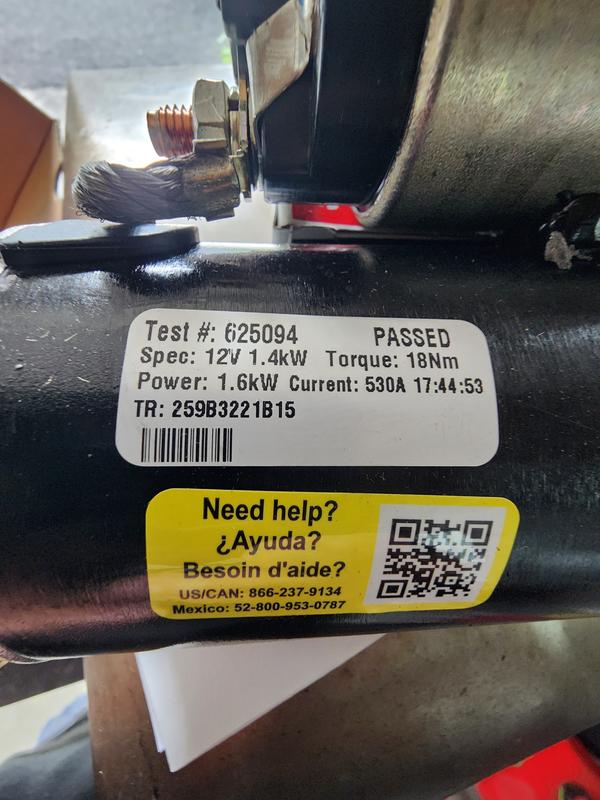 Test #: 625094 PASSED
Spec: 12V 1.4kW Torque: 18Nm
Power: 1.6kW Current: 530A 17:44:53
TR: 259B3221B15
Need help?
¿Ayuda?
Besoin d'aide?
US/CAN: 866-237-9134
Mexico: 52-800-953-0787